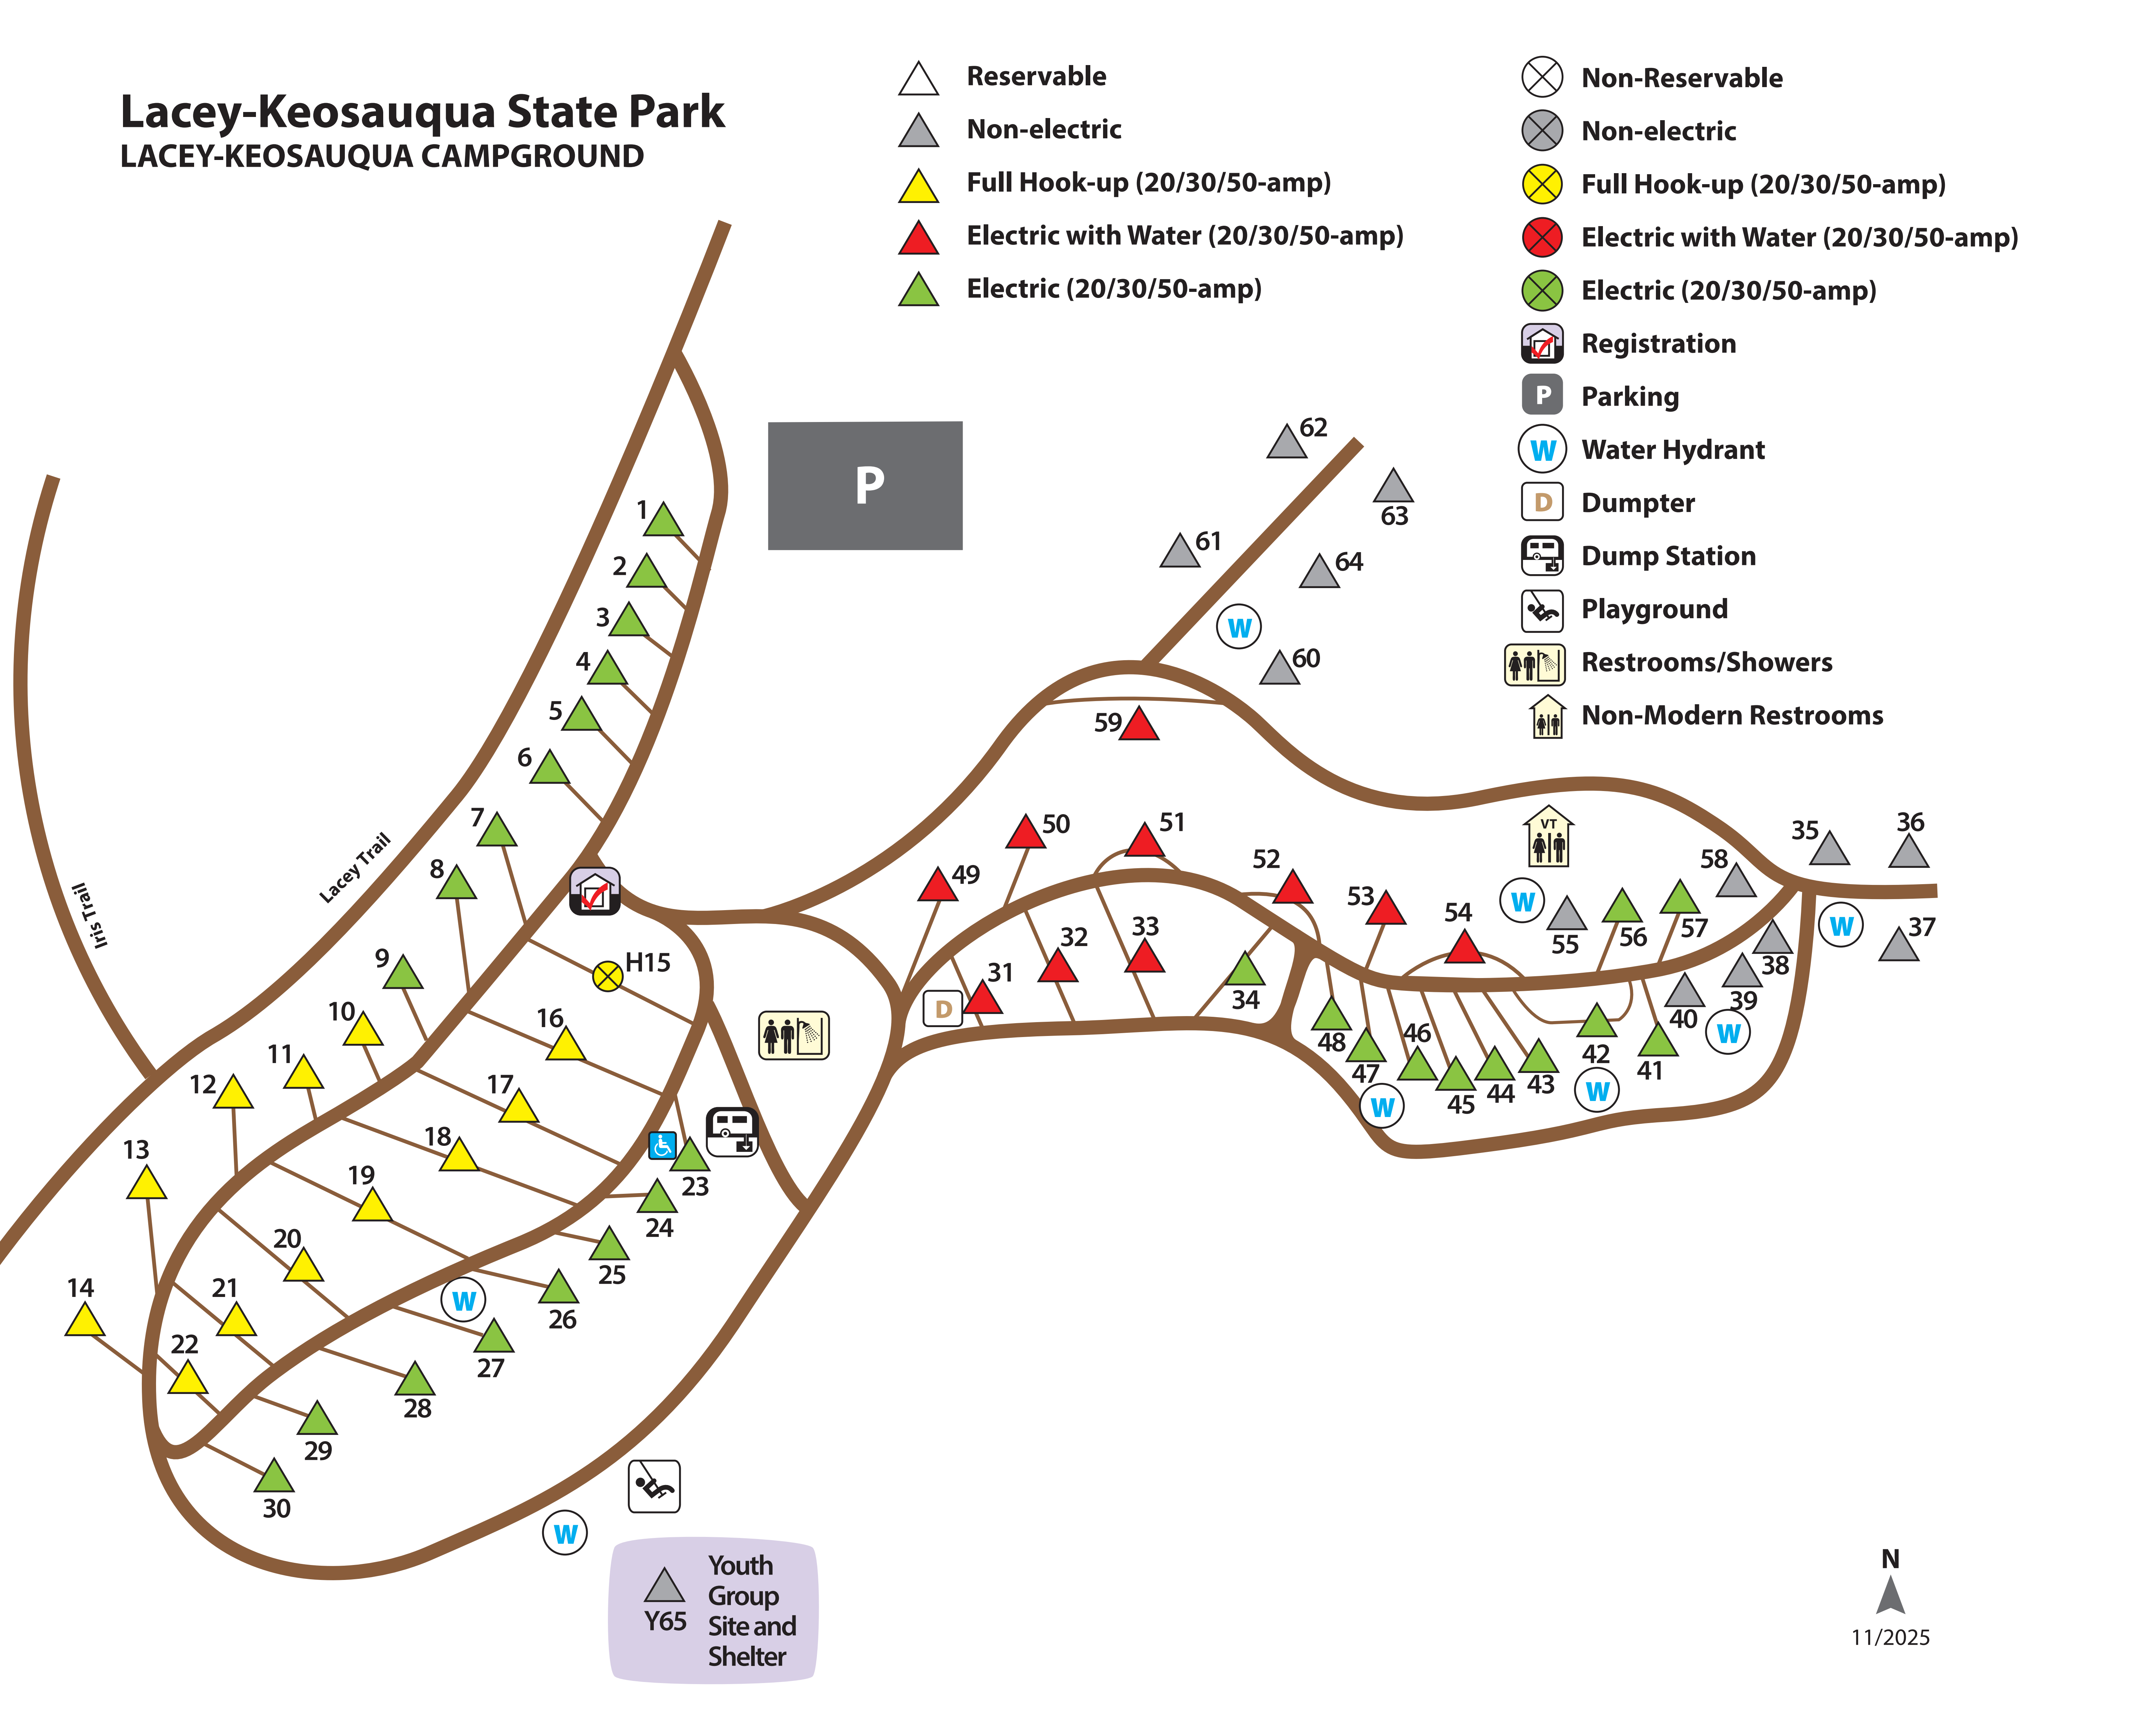 Lacey-Keosauqua State Park
LACEY-KEOSAUQUA CAMPGROUND
Reservable
Non-electric
Full Hook-up (20/30/50-amp)
Electric with Water (20/30/50-amp)
Electric (20/30/50-amp)
Non-Reservable
Non-electric
Full Hook-up (20/30/50-amp)
Electric with Water (20/30/50-amp)
Electric (20/30/50-amp)
Registration
P Parking
W Water Hydrant
D Dumpter
Dump Station
Playground
Restrooms/Showers
Non-Modern Restrooms
P
1
2
3
4
5
6
7
8
9
10
11
12
13
14
H15
16
17
18
19
20
21
22
23
24
25
26
27
28
29
30
Lacey Trail
Iris Trail
W
W
62
63
61
64
W
60
59
50
51
49
52
53
54
32
33
31
D
34
48
47
46
45
44
43
42
41
W
W
VT
W
55
56
57
58
35
36
37
W
38
39
40
W
Y65
Youth
Group
Site and
Shelter
N
11/2025